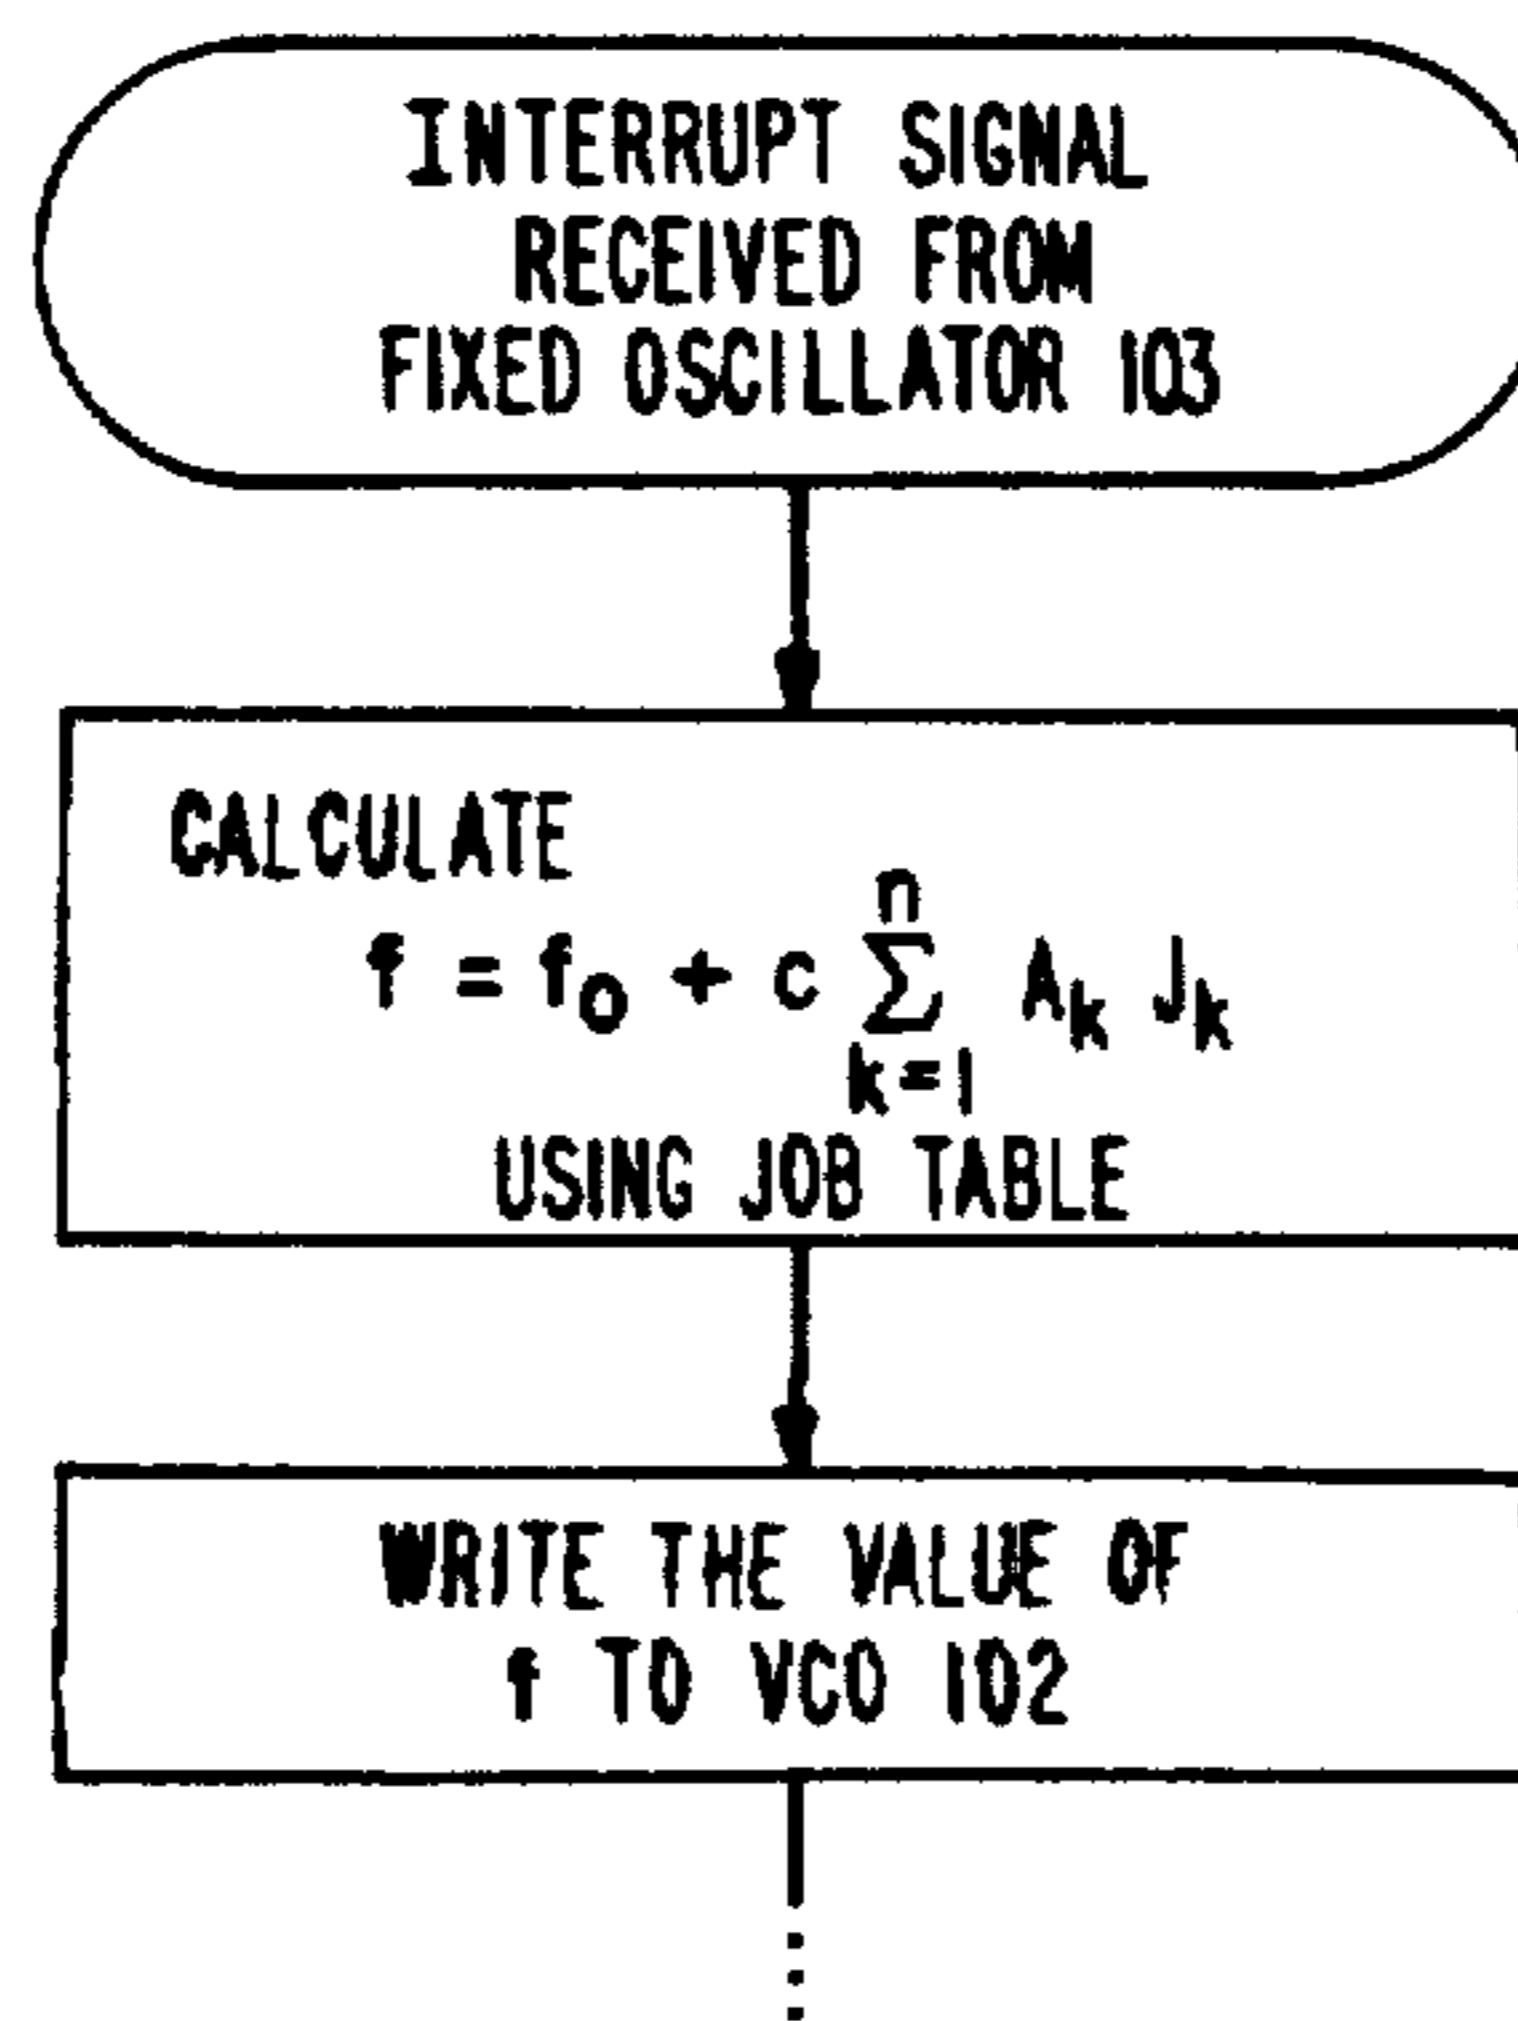 INTERRUPT SIGNAL
RECEIVED FROM
FIXED OSCILLATOR 103
CALCULATE
f = f₀ + c n∑k=1 Aₖ Jₖ
USING JOB TABLE
WRITE THE VALUE OF
f TO VCO 102